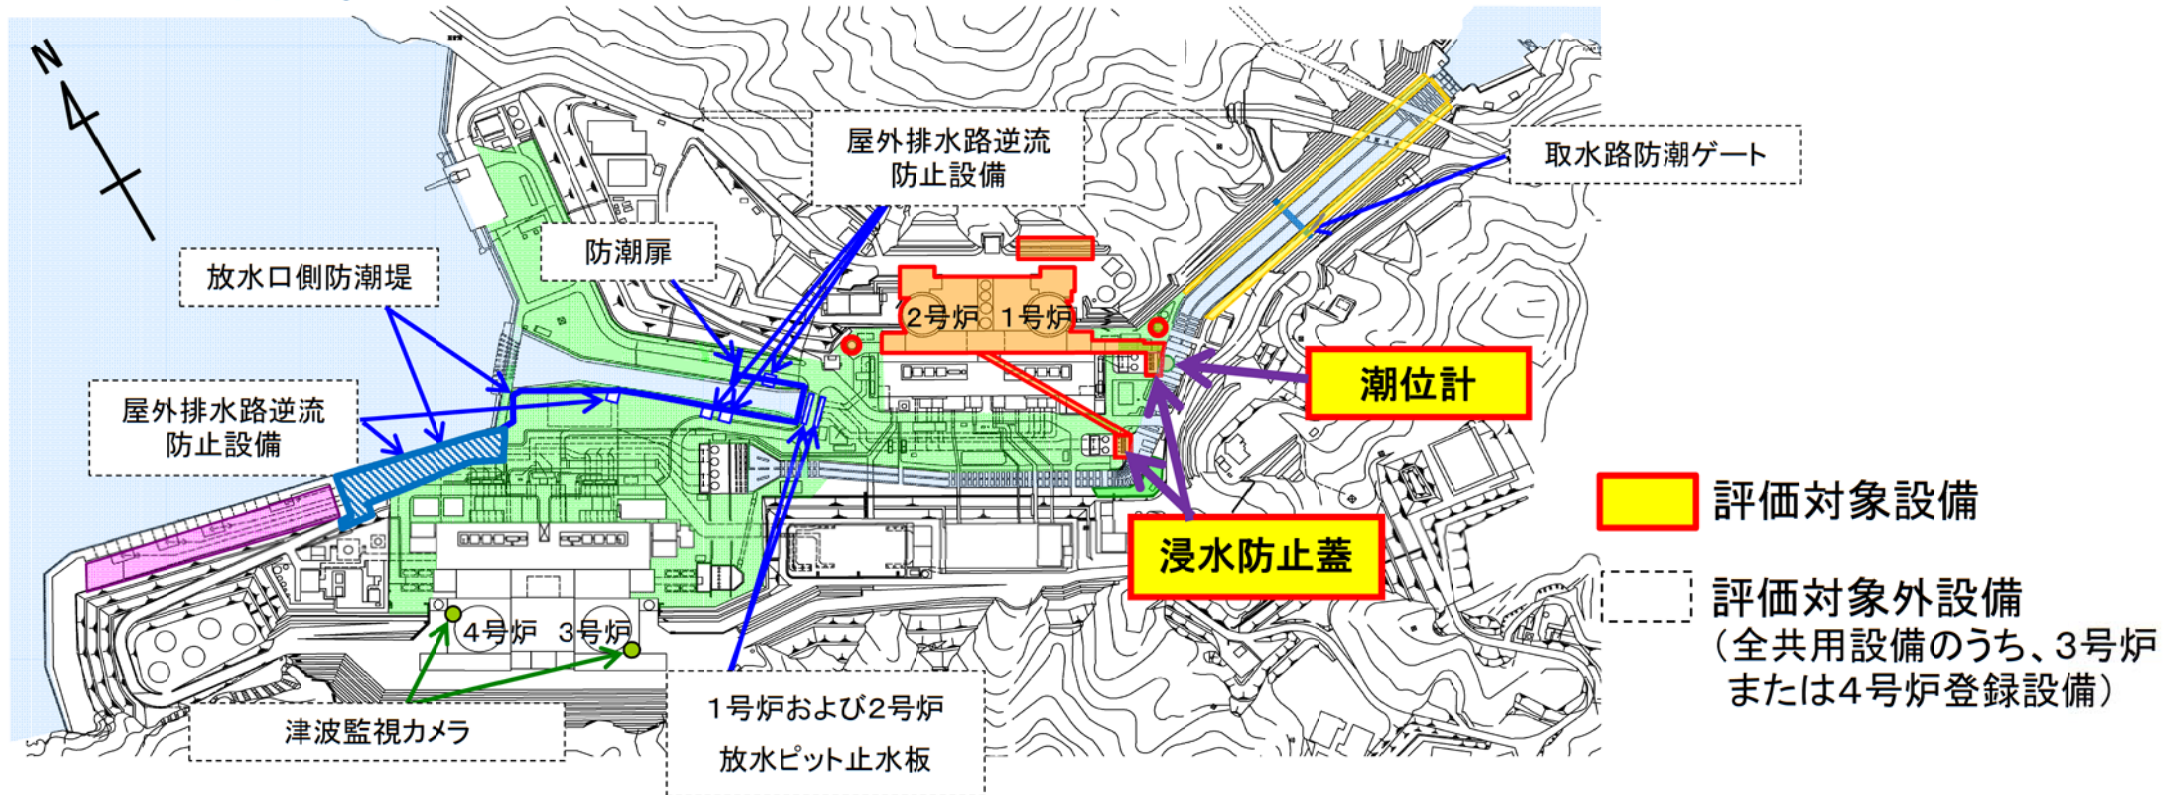 N
屋外排水路逆流
防止設備
取水路防潮ゲート
防潮扉
放水口側防潮堤
2号炉 1号炉
潮位計
屋外排水路逆流
防止設備
浸水防止蓋
評価対象設備
評価対象外設備
(全共用設備のうち、3号炉
または4号炉登録設備)
4号炉 3号炉
津波監視カメラ
1号炉および2号炉
放水ピット止水板